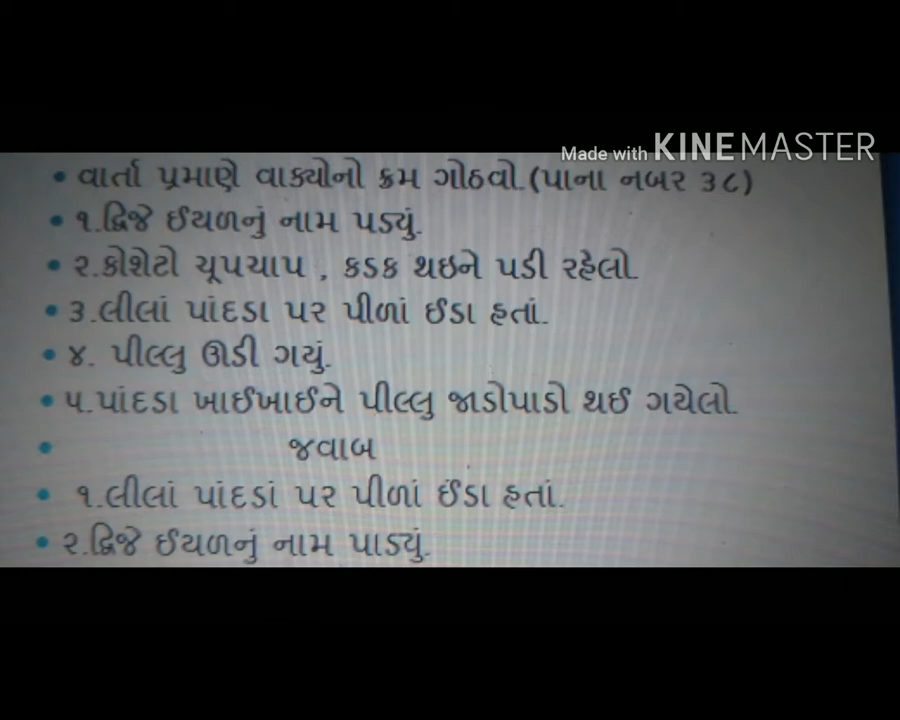 Made with KINEMASTER
• વાર્તા પ્રમાણે વાક્યોનો ક્રમ ગોઠવો.(પાના નબર ૩૮)
• ૧.દ્વિજે ઈયળનું નામ પડ્યું.
• ૨.કોશેટો ચૂપચાપ , કડક થઇને પડી રહેલો.
• ૩.લીલાં પાંદડા પર પીળાં ઈંડા હતાં.
• ૪. પીલ્લુ ઊડી ગયું.
• ૫.પાંદડા ખાઈખાઈને પીલ્લુ જાડોપાડો થઈ ગયેલો.
• જવાબ
• ૧.લીલાં પાંદડાં પર પીળાં ઈંડા હતાં.
• ૨.દ્વિજે ઈયળનું નામ પાડ્યું.